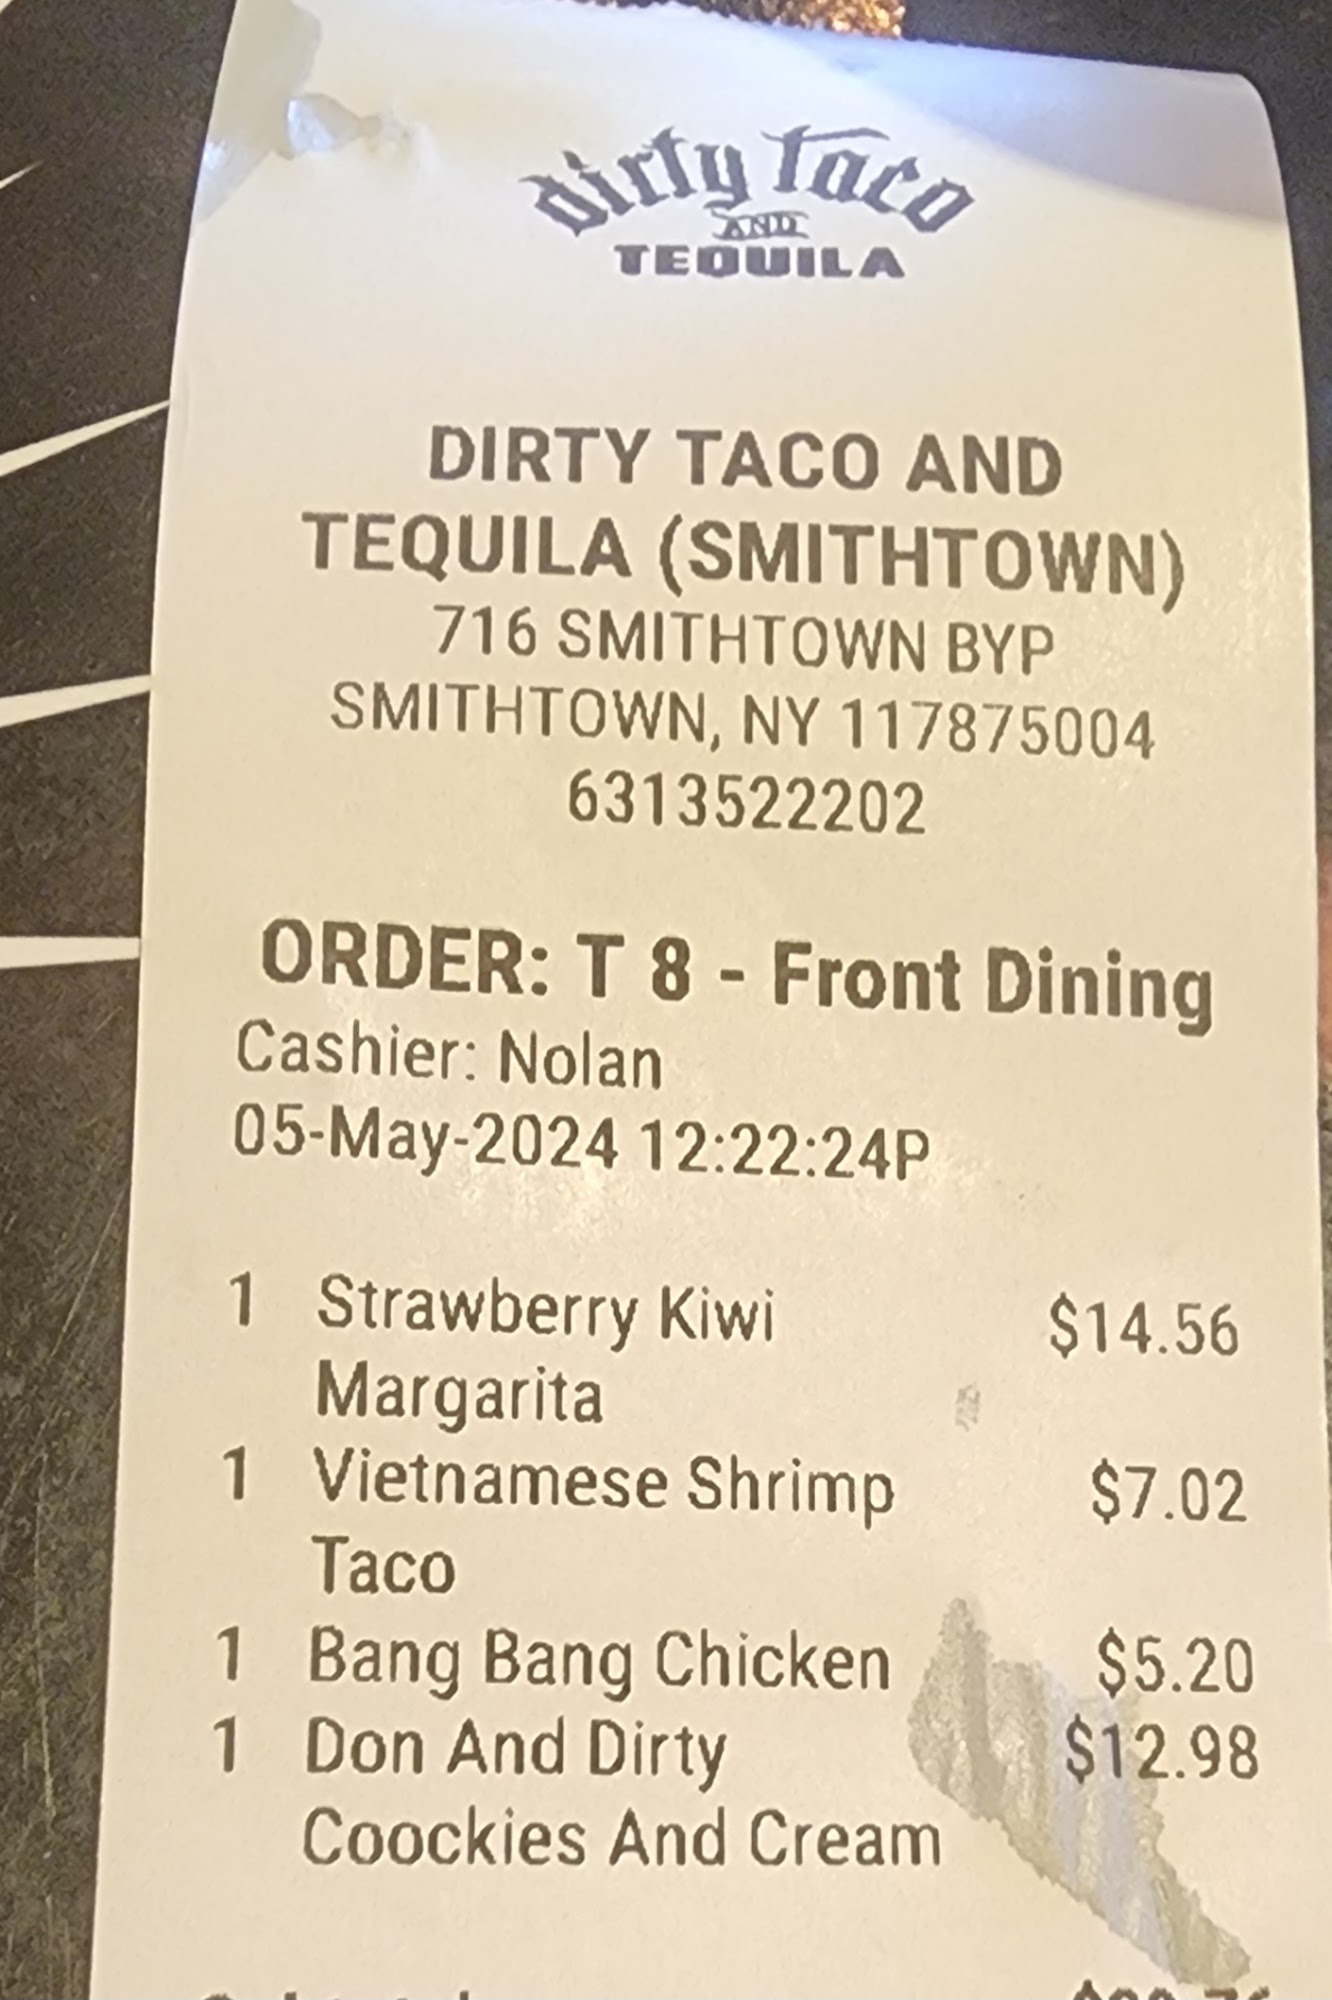 dirty Taco
AND
TEQUILA
DIRTY TACO AND
TEQUILA (SMITHTOWN)
716 SMITHTOWN BYP
SMITHTOWN, NY 117875004
6313522202
ORDER: T 8 - Front Dining
Cashier: Nolan
05-May-2024 12:22:24P
1 Strawberry Kiwi $14.56
Margarita
1 Vietnamese Shrimp $7.02
Taco
1 Bang Bang Chicken $5.20
1 Don And Dirty $12.98
Coockies And Cream